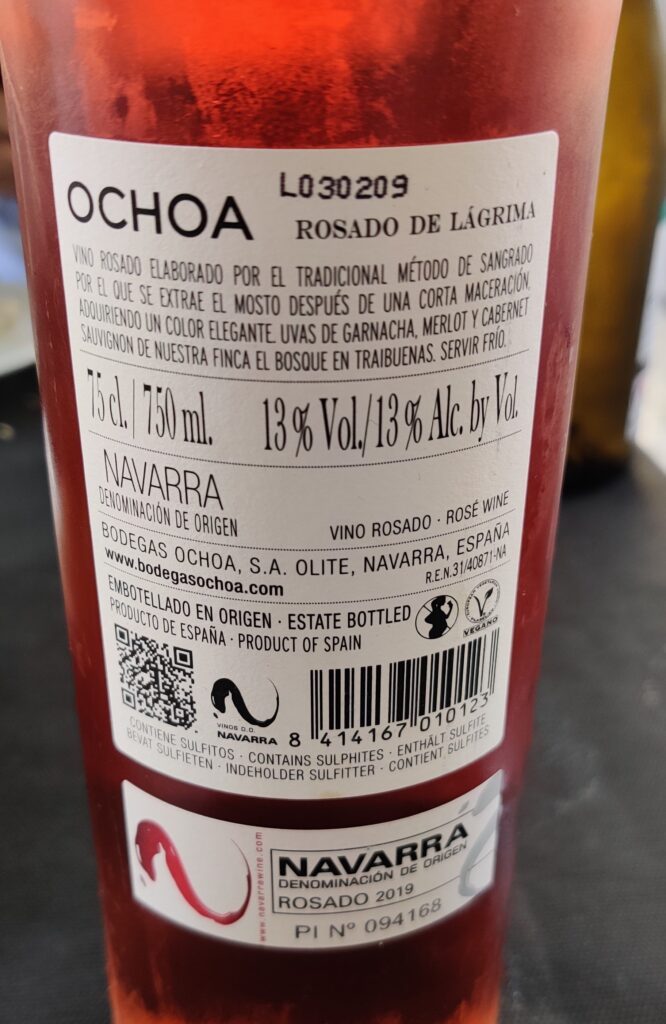 L030209
OCHOA
ROSADO DE LÁGRIMA
VINO ROSADO ELABORADO POR EL TRADICIONAL MÉTODO DE SANGRADO
POR EL QUE SE EXTRAE EL MOSTO DESPUÉS DE UNA CORTA MACERACIÓN,
ADQUIRIENDO UN COLOR ELEGANTE. UVAS DE GARNACHA, MERLOT Y CABERNET
SAUVIGNON DE NUESTRA FINCA EL BOSQUE EN TRAIBUENAS. SERVIR FRÍO.
75 cl. / 750 ml. 13 % Vol./13 % Alc. by Vol.
NAVARRA
DENOMINACIÓN DE ORIGEN
VINO ROSADO · ROSÉ WINE
BODEGAS OCHOA, S.A. OLITE, NAVARRA, ESPAÑA
www.bodegasochoa.com
R.E.N.31/40871-NA
EMBOTELLADO EN ORIGEN · ESTATE BOTTLED
PRODUCTO DE ESPAÑA · PRODUCT OF SPAIN
VEGANO
VINOS D.O.
NAVARRA
8 414167 010123
CONTIENE SULFITOS · CONTAINS SULPHITES · ENTHÄLT SULFITE
BEVAT SULFIETEN · INDEHOLDER SULFITTER · CONTIENT SULFITES
www.navarrawine.com
NAVARRA
DENOMINACIÓN DE ORIGEN
ROSADO 2019
PI Nº 094168